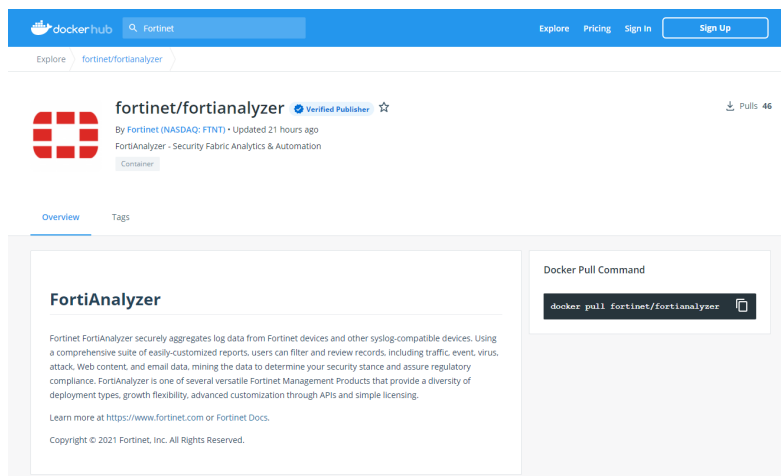 dockerhub
Fortinet
Explore
Pricing
Sign In
Sign Up
Explore
fortinet/fortianalyzer
fortinet/fortianalyzer
Verified Publisher
Pulls 46
By Fortinet (NASDAQ: FTNT) • Updated 21 hours ago
FortiAnalyzer - Security Fabric Analytics & Automation
Container
Overview
Tags
FortiAnalyzer
Fortinet FortiAnalyzer securely aggregates log data from Fortinet devices and other syslog-compatible devices. Using
a comprehensive suite of easily-customized reports, users can filter and review records, including traffic, event, virus,
attack, Web content, and email data, mining the data to determine your security stance and assure regulatory
compliance. FortiAnalyzer is one of several versatile Fortinet Management Products that provide a diversity of
deployment types, growth flexibility, advanced customization through APIs and simple licensing.
Learn more at https://www.fortinet.com or Fortinet Docs.
Copyright © 2021 Fortinet, Inc. All Rights Reserved.
Docker Pull Command
docker pull fortinet/fortianalyzer